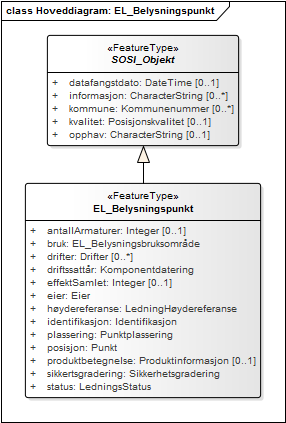 class Hoveddiagram: EL_Belysningspunkt
«FeatureType»
SOSI_Objekt
+ datafangstdato: DateTime [0..1]
+ informasjon: CharacterString [0..*]
+ kommune: Kommunenummer [0..*]
+ kvalitet: Posisjonskvalitet [0..1]
+ opphav: CharacterString [0..1]
«FeatureType»
EL_Belysningspunkt
+ antallArmaturer: Integer [0..1]
+ bruk: EL_Belysningsbruksområde
+ drifter: Drifter [0..*]
+ driftssattår: Komponentdatering
+ effektSamlet: Integer [0..1]
+ eier: Eier
+ høydereferanse: LedningHøydereferanse
+ identifikasjon: Identifikasjon
+ plassering: Punktplassering
+ posisjon: Punkt
+ produktbetegnelse: Produktinformasjon [0..1]
+ sikkertsgradering: Sikkerhetsgradering
+ status: LedningsStatus